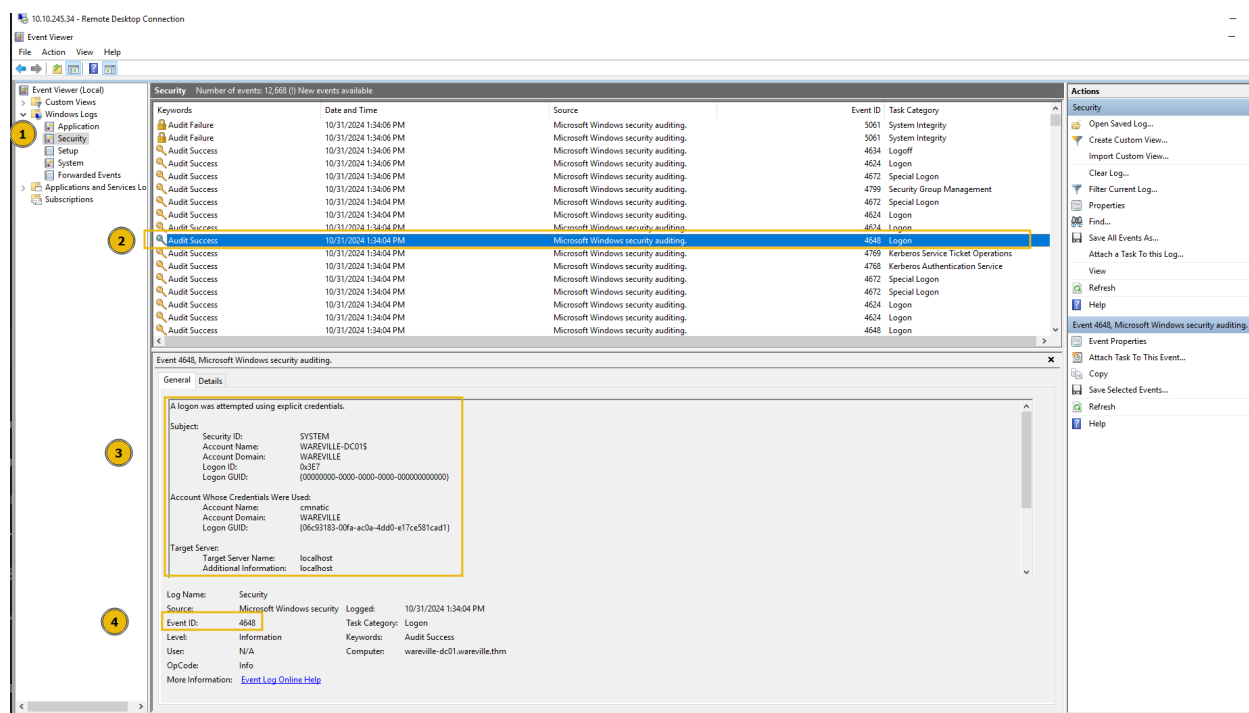 10.10.245.34 - Remote Desktop Connection
Event Viewer
File Action View Help
Event Viewer (Local)
Custom Views
Windows Logs
Application
Security
Setup
System
Forwarded Events
Applications and Services Lo
Subscriptions
1
2
3
4
Security Number of events: 12,668 (!) New events available
Keywords Date and Time Source Event ID Task Category
Audit Failure 10/31/2024 1:34:06 PM Microsoft Windows security auditing. 5061 System Integrity
Audit Failure 10/31/2024 1:34:06 PM Microsoft Windows security auditing. 5061 System Integrity
Audit Success 10/31/2024 1:34:06 PM Microsoft Windows security auditing. 4634 Logoff
Audit Success 10/31/2024 1:34:06 PM Microsoft Windows security auditing. 4624 Logon
Audit Success 10/31/2024 1:34:06 PM Microsoft Windows security auditing. 4672 Special Logon
Audit Success 10/31/2024 1:34:06 PM Microsoft Windows security auditing. 4799 Security Group Management
Audit Success 10/31/2024 1:34:04 PM Microsoft Windows security auditing. 4672 Special Logon
Audit Success 10/31/2024 1:34:04 PM Microsoft Windows security auditing. 4624 Logon
Audit Success 10/31/2024 1:34:04 PM Microsoft Windows security auditing. 4624 Logon
Audit Success 10/31/2024 1:34:04 PM Microsoft Windows security auditing. 4648 Logon
Audit Success 10/31/2024 1:34:04 PM Microsoft Windows security auditing. 4769 Kerberos Service Ticket Operations
Audit Success 10/31/2024 1:34:04 PM Microsoft Windows security auditing. 4768 Kerberos Authentication Service
Audit Success 10/31/2024 1:34:04 PM Microsoft Windows security auditing. 4672 Special Logon
Audit Success 10/31/2024 1:34:04 PM Microsoft Windows security auditing. 4672 Special Logon
Audit Success 10/31/2024 1:34:04 PM Microsoft Windows security auditing. 4624 Logon
Audit Success 10/31/2024 1:34:04 PM Microsoft Windows security auditing. 4624 Logon
Audit Success 10/31/2024 1:34:04 PM Microsoft Windows security auditing. 4648 Logon
Event 4648, Microsoft Windows security auditing.
General Details
A logon was attempted using explicit credentials.
Subject:
Security ID: SYSTEM
Account Name: WAREVILLE-DC01$
Account Domain: WAREVILLE
Logon ID: 0x3E7
Logon GUID: {00000000-0000-0000-0000-000000000000}
Account Whose Credentials Were Used:
Account Name: cmnatic
Account Domain: WAREVILLE
Logon GUID: {06c93183-00fa-ac0a-4dd0-e17ce581cad1}
Target Server:
Target Server Name: localhost
Additional Information: localhost
Log Name: Security
Source: Microsoft Windows security Logged: 10/31/2024 1:34:04 PM
Event ID: 4648 Task Category: Logon
Level: Information Keywords: Audit Success
User: N/A Computer: wareville-dc01.wareville.thm
OpCode: Info
More Information: Event Log Online Help
Actions
Security
Open Saved Log...
Create Custom View...
Import Custom View...
Clear Log...
Filter Current Log...
Properties
Find...
Save All Events As...
Attach a Task To this Log...
View
Refresh
Help
Event 4648, Microsoft Windows security auditing.
Event Properties
Attach Task To This Event...
Copy
Save Selected Events...
Refresh
Help